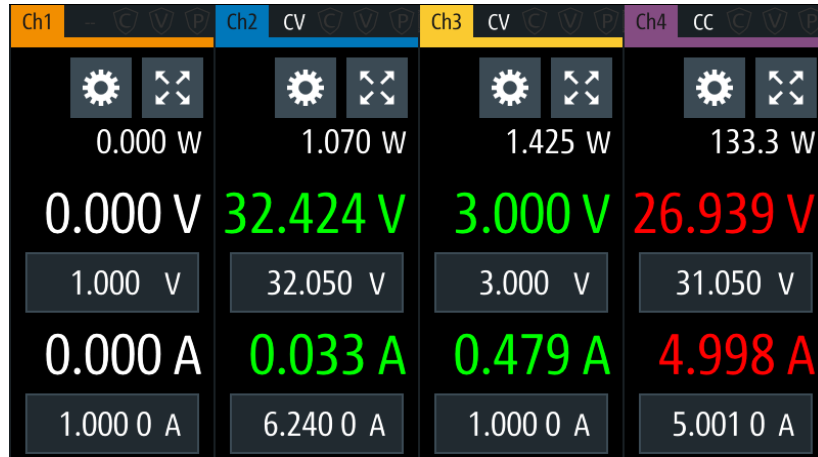 Ch1 -- C V P Ch2 CV C V P Ch3 CV C V P Ch4 CC C V P
0.000 W 1.070 W 1.425 W 133.3 W
0.000 V 32.424 V 3.000 V 26.939 V
1.000 V 32.050 V 3.000 V 31.050 V
0.000 A 0.033 A 0.479 A 4.998 A
1.000 0 A 6.240 0 A 1.000 0 A 5.001 0 A